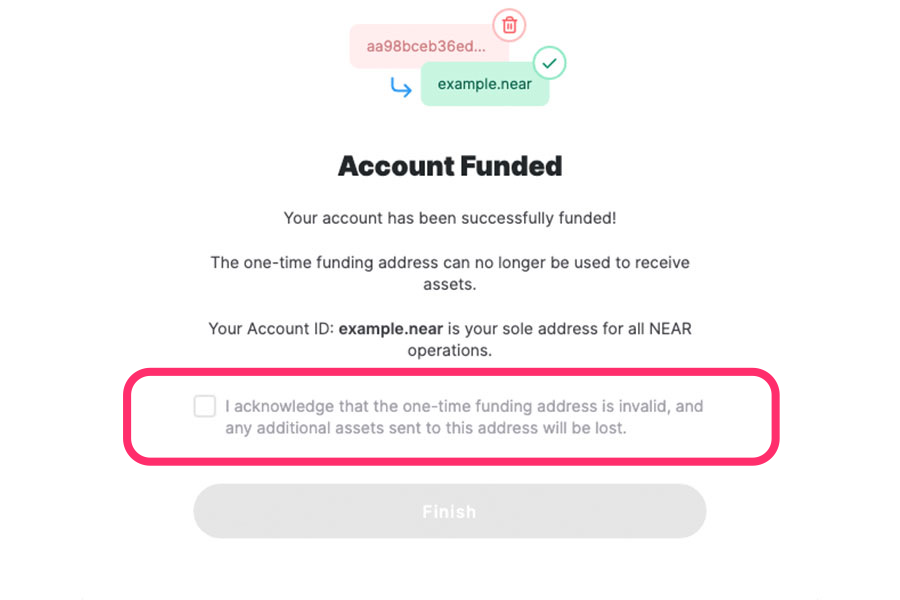 aa98bceb36ed...
example.near
Account Funded
Your account has been successfully funded!
The one-time funding address can no longer be used to receive
assets.
Your Account ID: example.near is your sole address for all NEAR
operations.
I acknowledge that the one-time funding address is invalid, and
any additional assets sent to this address will be lost.
Finish